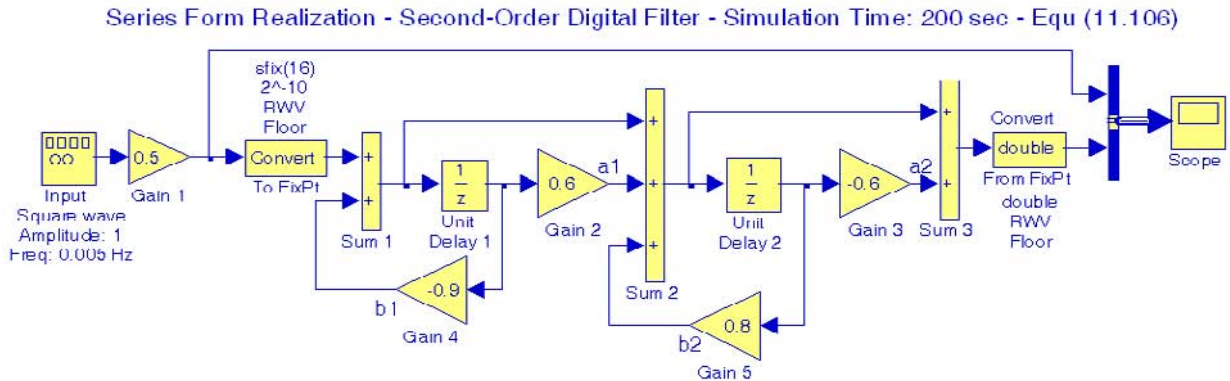 Series Form Realization - Second-Order Digital Filter - Simulation Time: 200 sec - Equ (11.106)
sfix(16)
2^-10
RWV
Floor
Convert
To FixPt
Input
Square wave
Amplitude: 1
Freq: 0.005 Hz
0.5
Gain 1
+
+
Sum 1
1
z
Unit
Delay 1
0.6
a1
Gain 2
-0.9
b1
Gain 4
+
+
+
Sum 2
1
z
Unit
Delay 2
-0.6
a2
Gain 3
0.8
b2
Gain 5
+
+
Sum 3
Convert
double
From FixPt
double
RWV
Floor
Scope